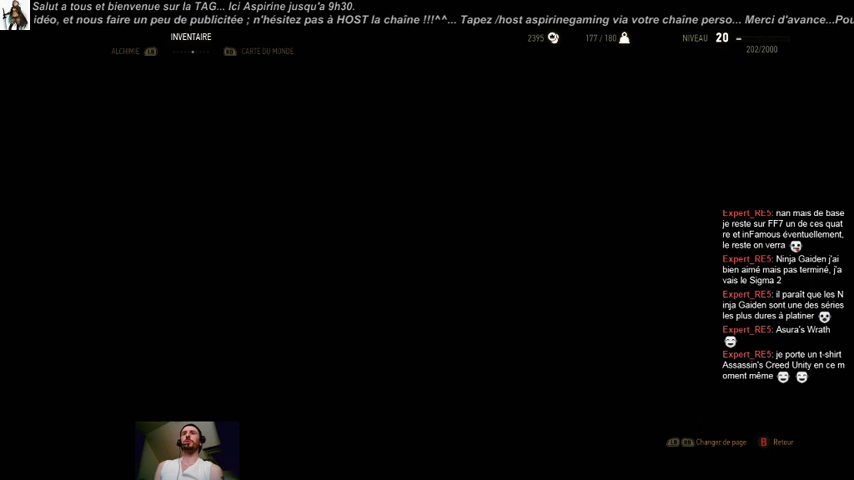 Salut a tous et bienvenue sur la TAG... Ici Aspirine jusqu'a 9h30.
idéo, et nous faire un peu de publicitée ; n'hésitez pas à HOST la chaîne !!!^^... Tapez /host aspirinegaming via votre chaîne perso... Merci d'avance...Pou
INVENTAIRE
2395 177 / 180 NIVEAU 20
202/2000
ALCHIMIE LB RB CARTE DU MONDE
Expert_RE5: nan mais de base
je reste sur FF7 un de ces quat
re et inFamous éventuellement,
le reste on verra
Expert_RE5: Ninja Gaiden j'ai
bien aimé mais pas terminé, j'a
vais le Sigma 2
Expert_RE5: il paraît que les N
inja Gaiden sont une des séries
les plus dures à platiner
Expert_RE5: Asura's Wrath
Expert_RE5: je porte un t-shirt
Assassin's Creed Unity en ce m
oment même
LB RB Changer de page B Retour